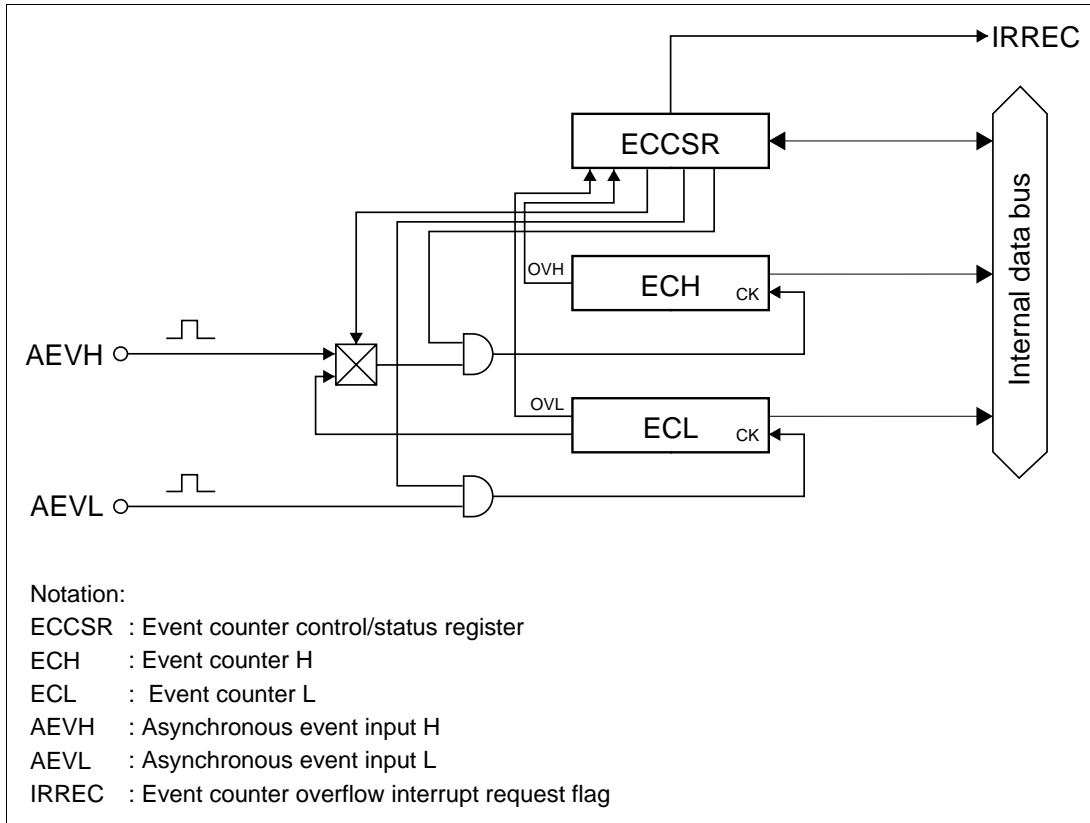 IRREC
ECCSR
Internal data bus
OVH
ECH
CK
AEVH
OVL
ECL
CK
AEVL
Notation:
ECCSR : Event counter control/status register
ECH : Event counter H
ECL : Event counter L
AEVH : Asynchronous event input H
AEVL : Asynchronous event input L
IRREC : Event counter overflow interrupt request flag